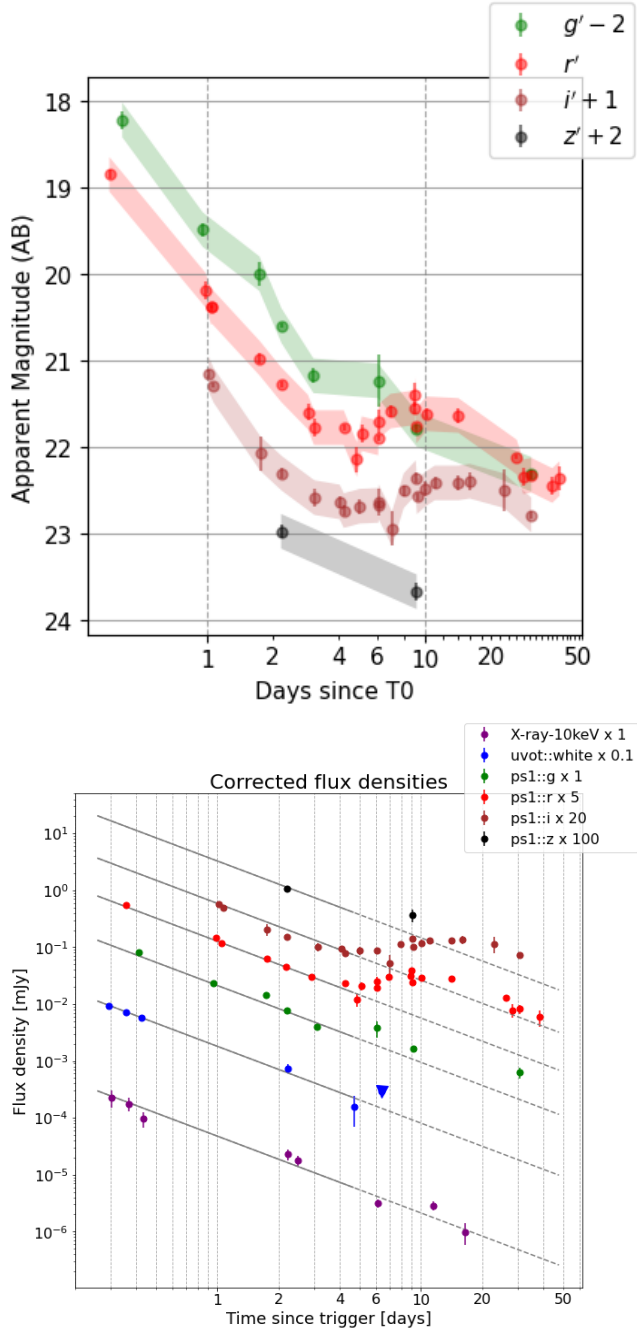 g′ − 2
r′
i′ + 1
z′ + 2
18
19
20
21
22
23
24
Apparent Magnitude (AB)
1 2 4 6 10 20 50
Days since T0
X-ray-10keV x 1
uvot::white x 0.1
ps1::g x 1
ps1::r x 5
ps1::i x 20
ps1::z x 100
Corrected flux densities
10¹
10⁰
10⁻¹
10⁻²
10⁻³
10⁻⁴
10⁻⁵
10⁻⁶
Flux density [mJy]
1 2 4 6 10 20 50
Time since trigger [days]